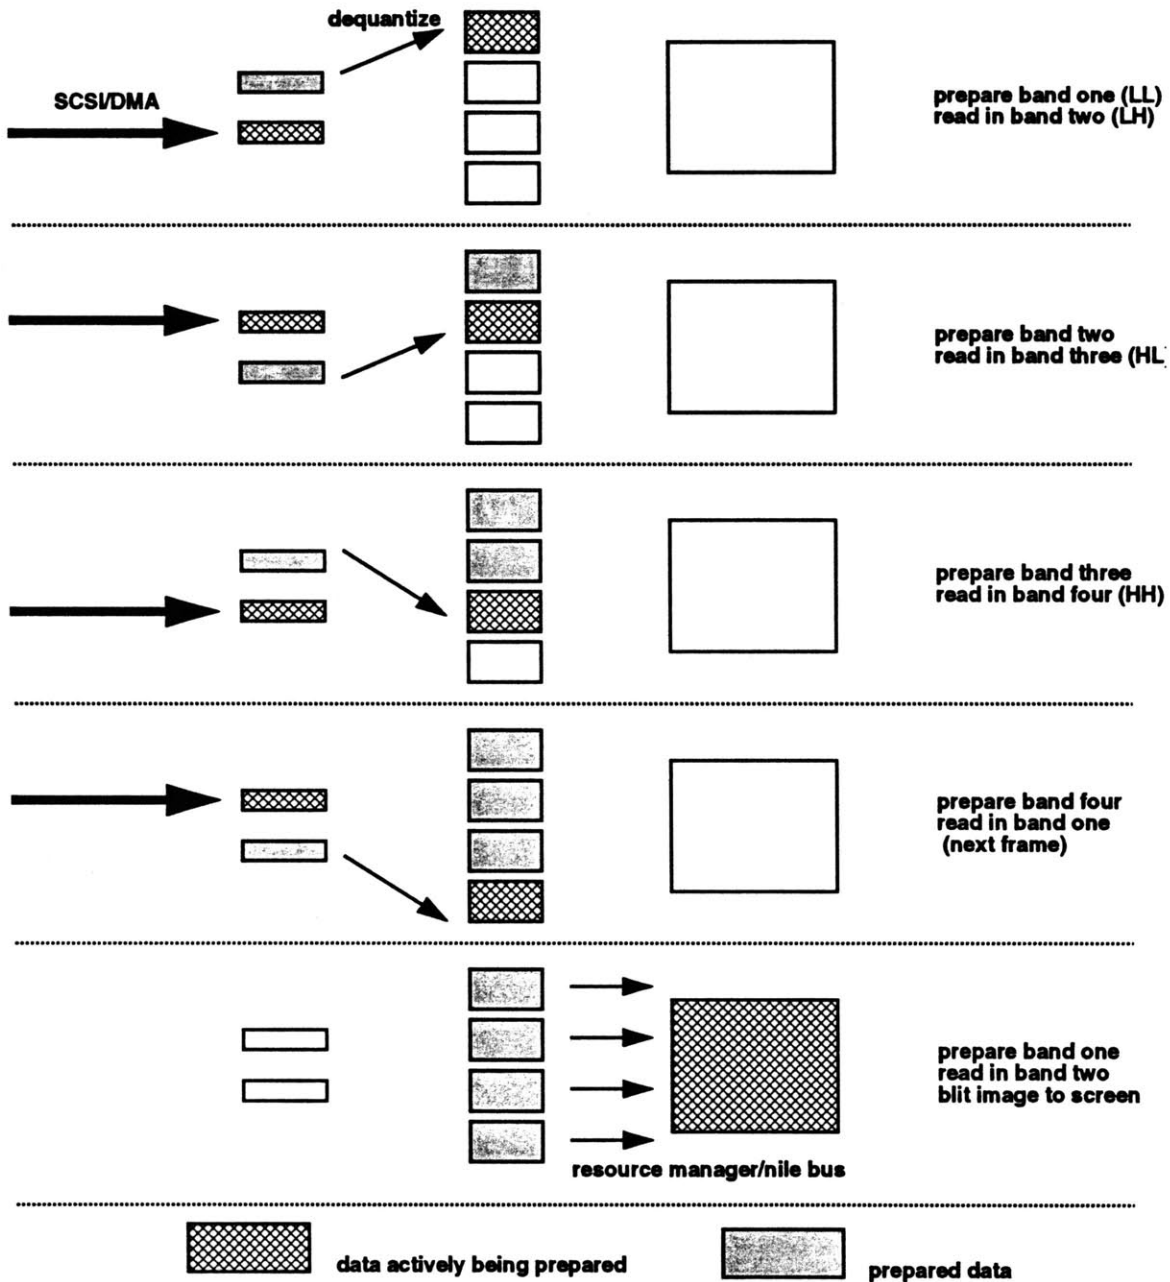 dequantize
SCSI/DMA
prepare band one (LL)
read in band two (LH)
prepare band two
read in band three (HL
prepare band three
read in band four (HH)
prepare band four
read in band one
(next frame)
prepare band one
read in band two
blit image to screen
resource manager/nile bus
data actively being prepared
prepared data